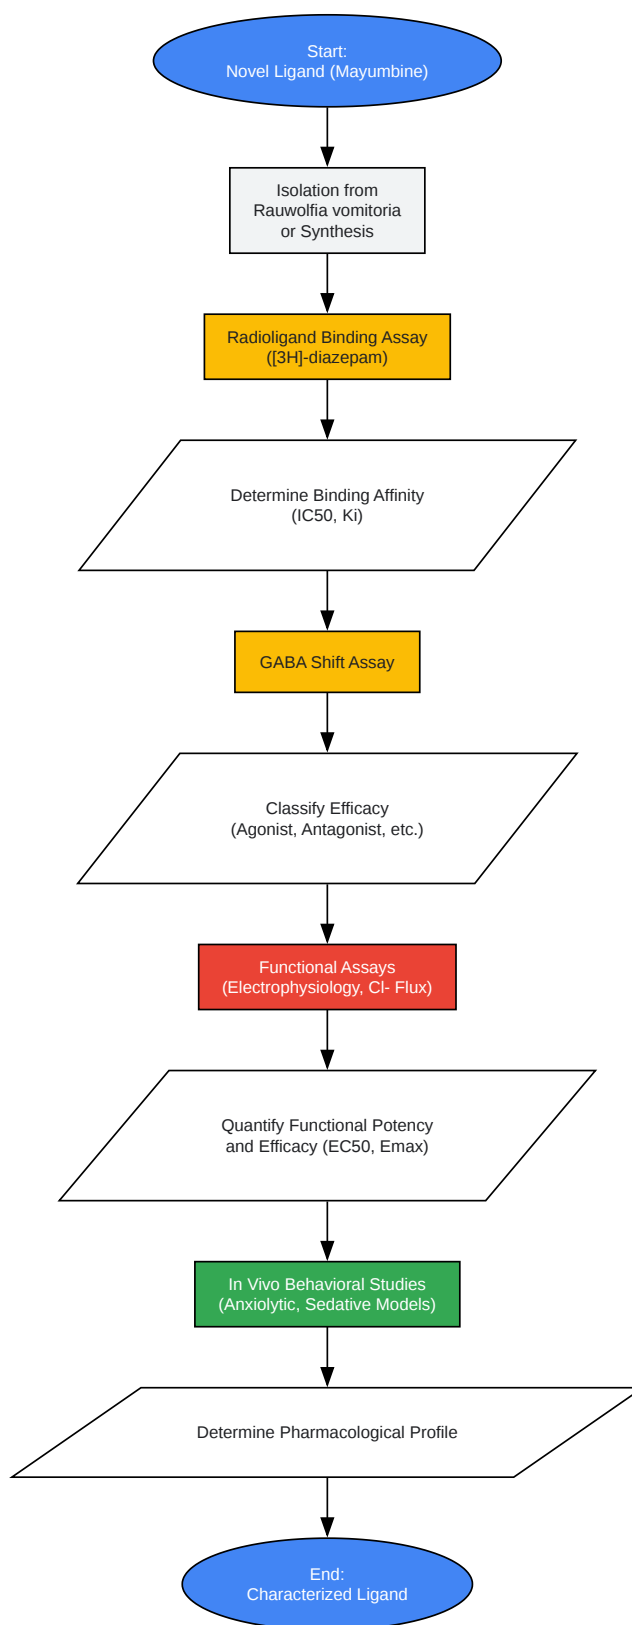 Start:
Novel Ligand (Mayumbine)
Isolation from
Rauwolfia vomitoria
or Synthesis
Radioligand Binding Assay
([3H]-diazepam)
Determine Binding Affinity
(IC50, Ki)
GABA Shift Assay
Classify Efficacy
(Agonist, Antagonist, etc.)
Functional Assays
(Electrophysiology, Cl- Flux)
Quantify Functional Potency
and Efficacy (EC50, Emax)
In Vivo Behavioral Studies
(Anxiolytic, Sedative Models)
Determine Pharmacological Profile
End:
Characterized Ligand